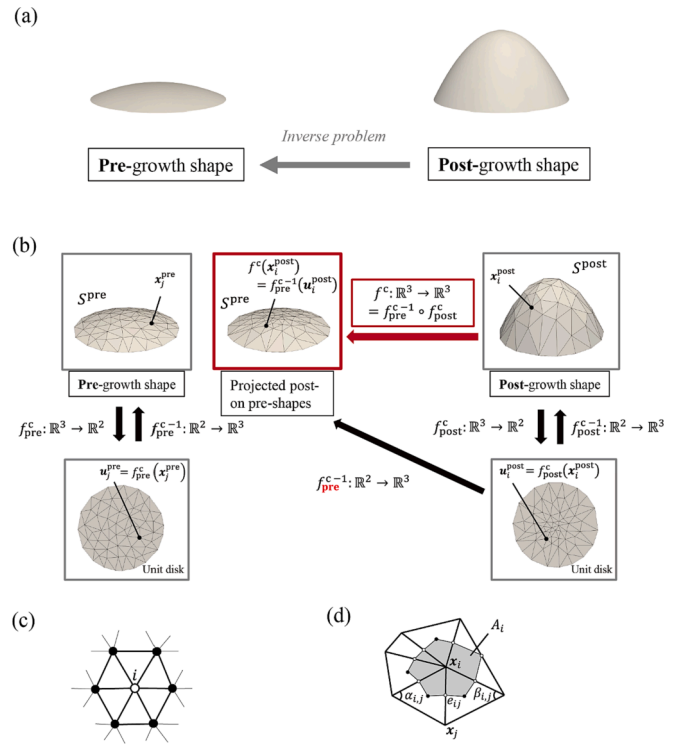 (a)
Inverse problem
Pre-growth shape
Post-growth shape
(b)
x_j^pre
S^pre
f^c(x_i^post)
= f_pre^c−1(u_i^post)
S^pre
f^c: ℝ³ → ℝ³
= f_pre^c−1 ∘ f_post^c
x_i^post
S^post
Pre-growth shape
Projected post-
on pre-shapes
Post-growth shape
f_pre^c: ℝ³ → ℝ²
f_pre^c−1: ℝ² → ℝ³
f_post^c: ℝ³ → ℝ²
f_post^c−1: ℝ² → ℝ³
u_j^pre = f_pre^c(x_j^pre)
Unit disk
f_pre^c−1: ℝ² → ℝ³
u_i^post = f_post^c(x_i^post)
Unit disk
(c)
i
(d)
A_i
x_i
α_i,j
e_ij
β_i,j
x_j